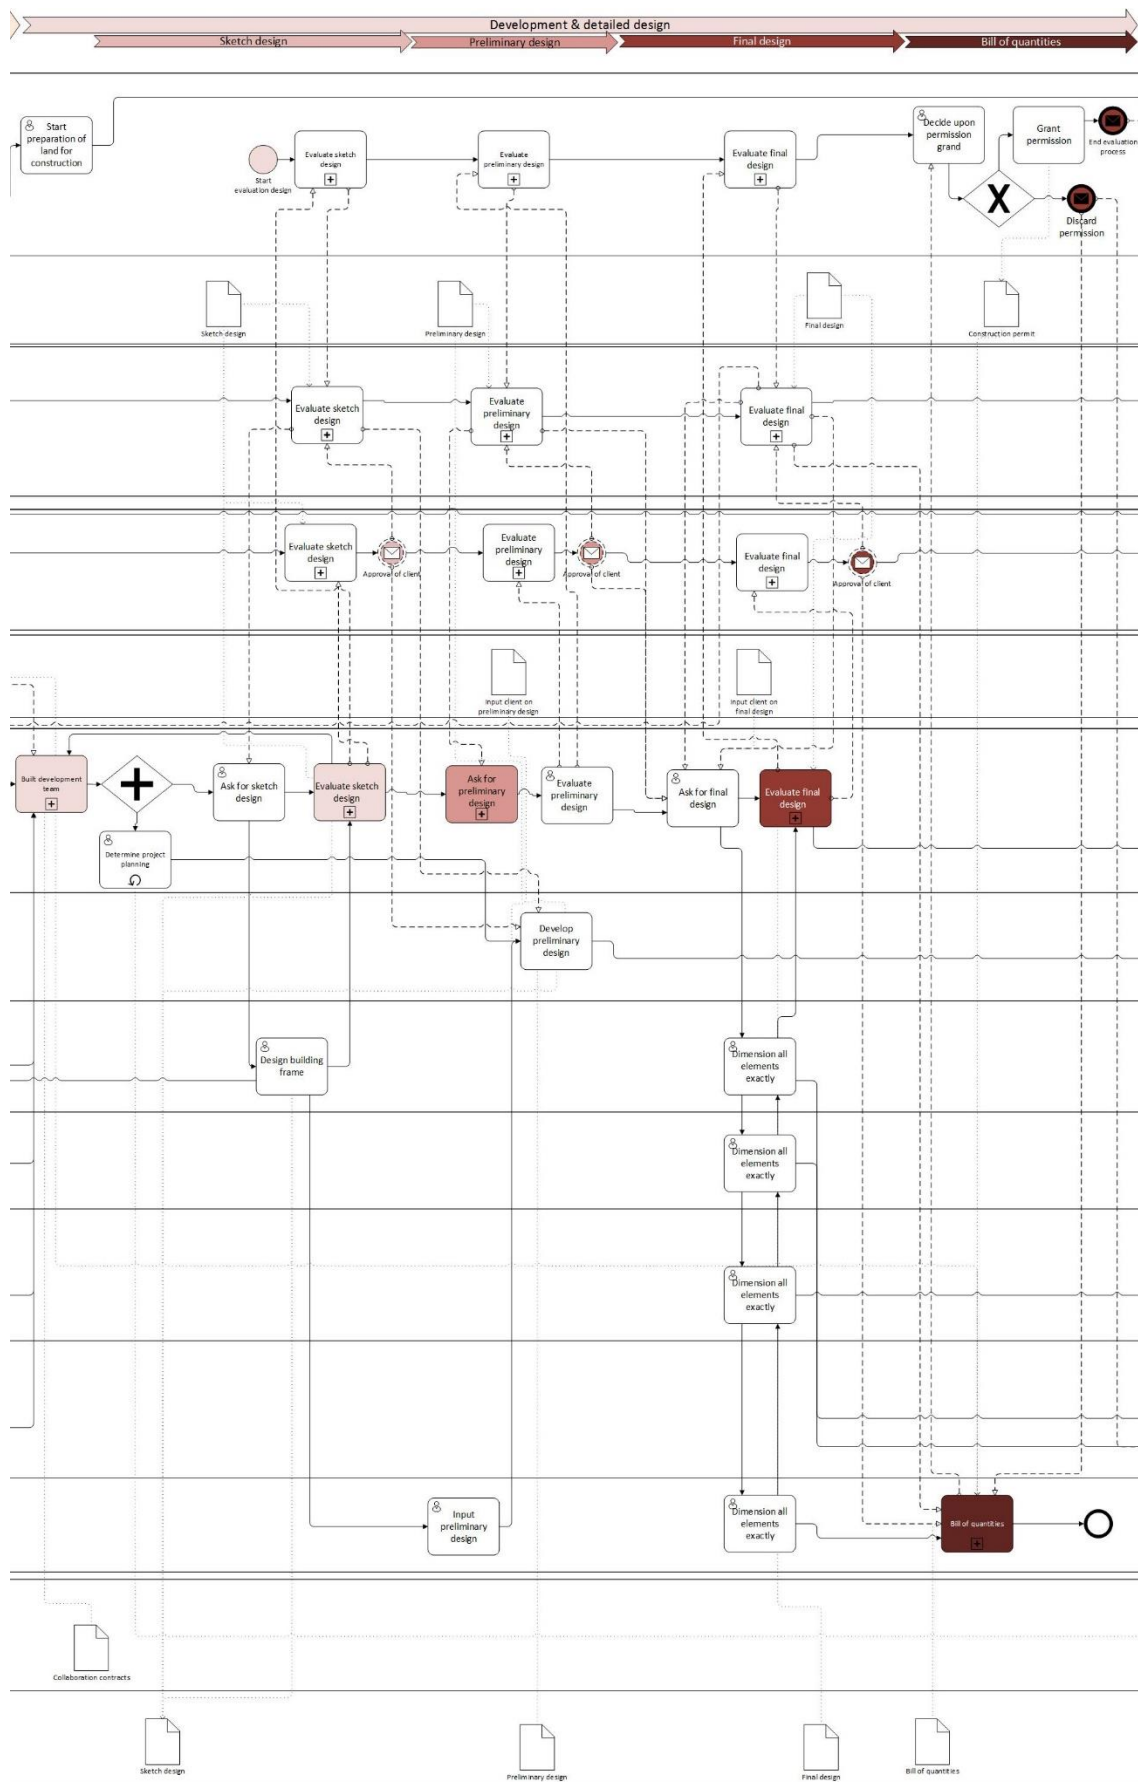 Development & detailed design
Sketch design
Preliminary design
Final design
Bill of quantities
Start
preparation of
land for
construction
Start
evaluation design
Evaluate sketch
design
Evaluate
preliminary design
Evaluate final
design
Decide upon
permission
grand
Grant
permission
End evaluation
process
X
Discard
permission
Sketch design
Preliminary design
Final design
Construction permit
Evaluate sketch
design
Evaluate
preliminary
design
Evaluate final
design
Evaluate sketch
design
Approval of client
Evaluate
preliminary
design
Approval of client
Evaluate final
design
Approval of client
Input client on
preliminary design
Input client on
final design
Built development
team
Ask for sketch
design
Evaluate sketch
design
Ask for
preliminary
design
Evaluate
preliminary
design
Ask for final
design
Evaluate final
design
Determine project
planning
Develop
preliminary
design
Design building
frame
Dimension all
elements
exactly
Dimension all
elements
exactly
Dimension all
elements
exactly
Input
preliminary
design
Dimension all
elements
exactly
Bill of quantities
Collaboration contracts
Sketch design
Preliminary design
Final design
Bill of quantities